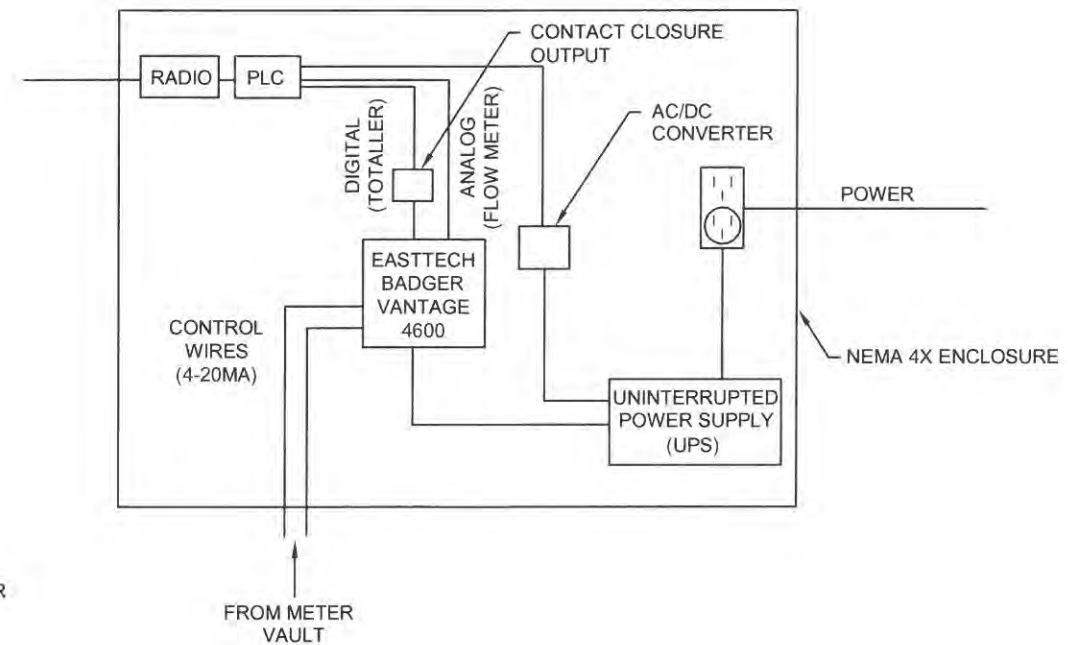 CONTACT CLOSURE
OUTPUT
RADIO
PLC
DIGITAL
(TOTALLER)
ANALOG
(FLOW METER)
AC/DC
CONVERTER
POWER
EASTTECH
BADGER
VANTAGE
4600
CONTROL
WIRES
(4-20MA)
NEMA 4X ENCLOSURE
UNINTERRUPTED
POWER SUPPLY
(UPS)
R
FROM METER
VAULT